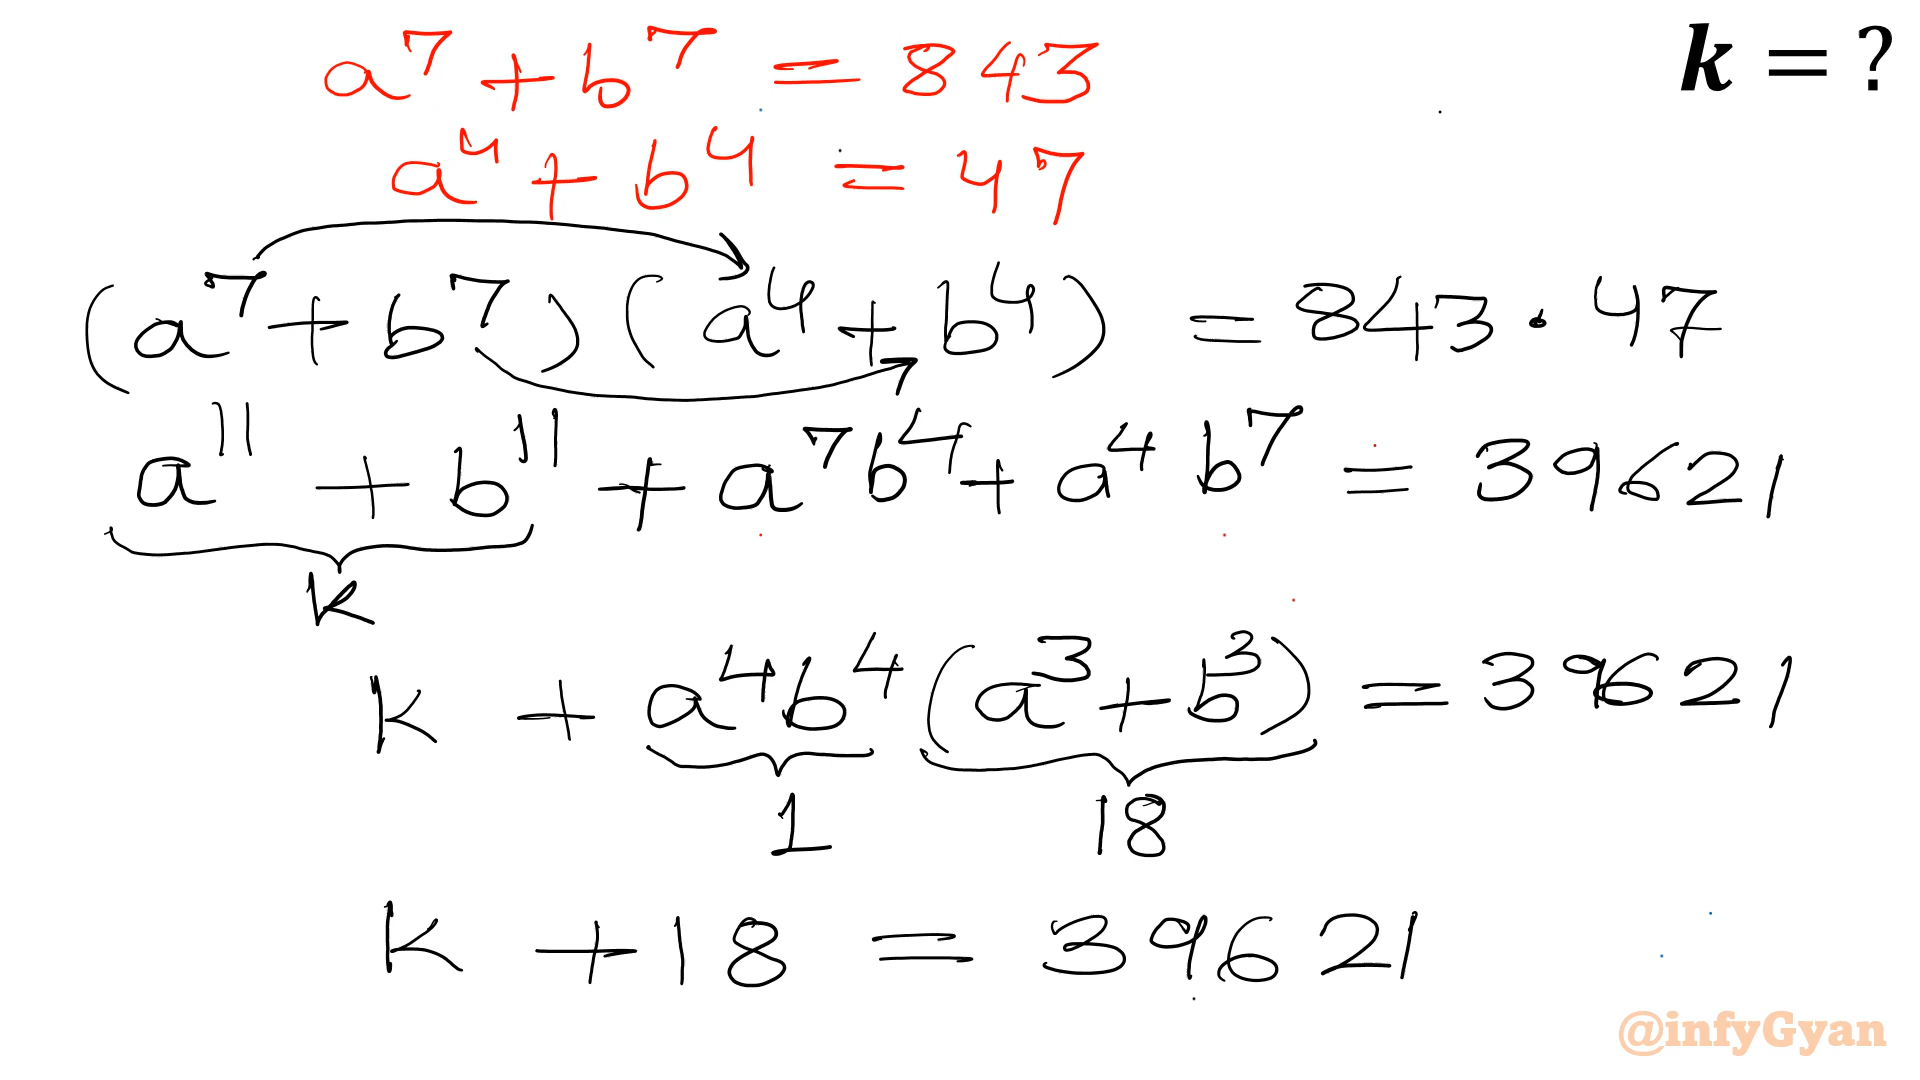 a⁷ + b⁷ = 843
k = ?
a⁴ + b⁴ = 47
(a⁷ + b⁷)(a⁴ + b⁴) = 843 · 47
a¹¹ + b¹¹ + a⁷b⁴ + a⁴b⁷ = 39621
k
k + a⁴b⁴(a³ + b³) = 39621
1 18
k + 18 = 39621
@infyGyan